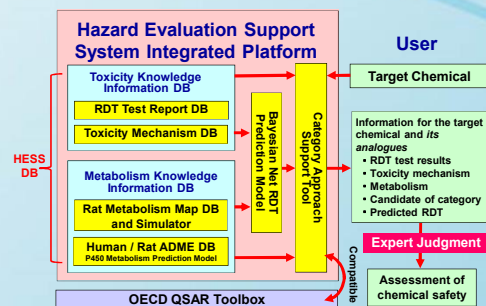 Hazard Evaluation Support
System Integrated Platform
User
Toxicity Knowledge
Information DB
RDT Test Report DB
Toxicity Mechanism DB
HESS
DB
Metabolism Knowledge
Information DB
Rat Metabolism Map DB
and Simulator
Human / Rat ADME DB
P450 Metabolism Prediction Model
Bayesian Net RDT
Prediction Model
Category Approach
Support Tool
Target Chemical
Information for the target
chemical and its
analogues
▪ RDT test results
▪ Toxicity mechanism
▪ Metabolism
▪ Candidate of category
▪ Predicted RDT
Expert Judgment
Assessment of
chemical safety
Compatible
OECD QSAR Toolbox